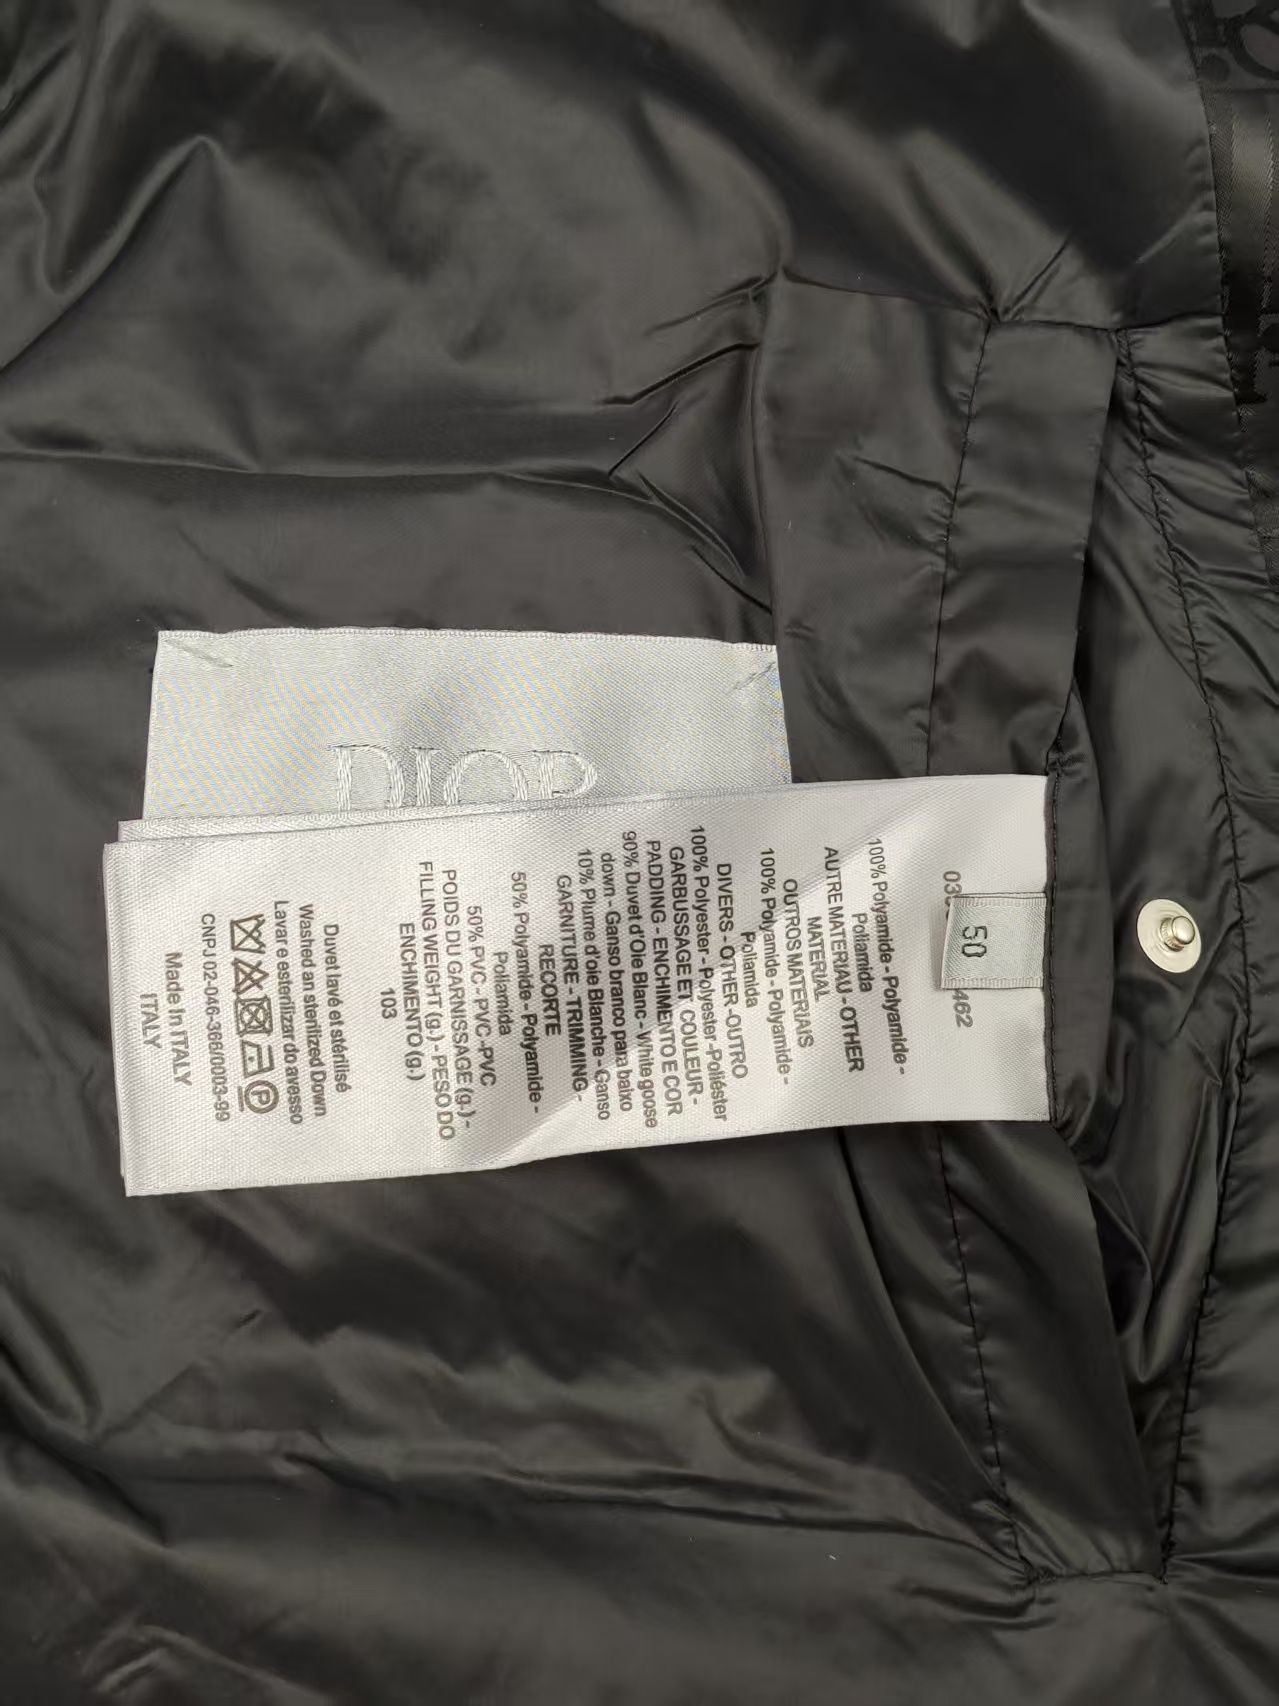 DIOR
50
462
100% Polyamide - Polyamide -
Poliamida
AUTRE MATERIAU - OTHER
MATERIAL
OUTROS MATERIAIS
100% Polyamide - Polyamide -
Poliamida
DIVERS - OTHER -OUTRO
100% Polyester - Polyester -Poliéster
GARBUSSAGE ET COULEUR -
PADDING - ENCHIMENTO E COR
90% Duvet d'Oie Blanc - White goose
down - Ganso branco para baixo
10% Plume d'oie Blanche - Ganso
GARNITURE - TRIMMING -
RECORTE
50% Polyamide - Polyamide -
Poliamida
50% PVC - PVC -PVC
POIDS DU GARNISSAGE (g.) -
FILLING WEIGHT (g.) - PESO DO
ENCHIMENTO (g.)
103
Duvet lavé et stérilisé
Washed an sterilized Down
Lavar e esterilizar do avesso
P
CNPJ 02-046-366/0003-99
Made In ITALY
ITALY